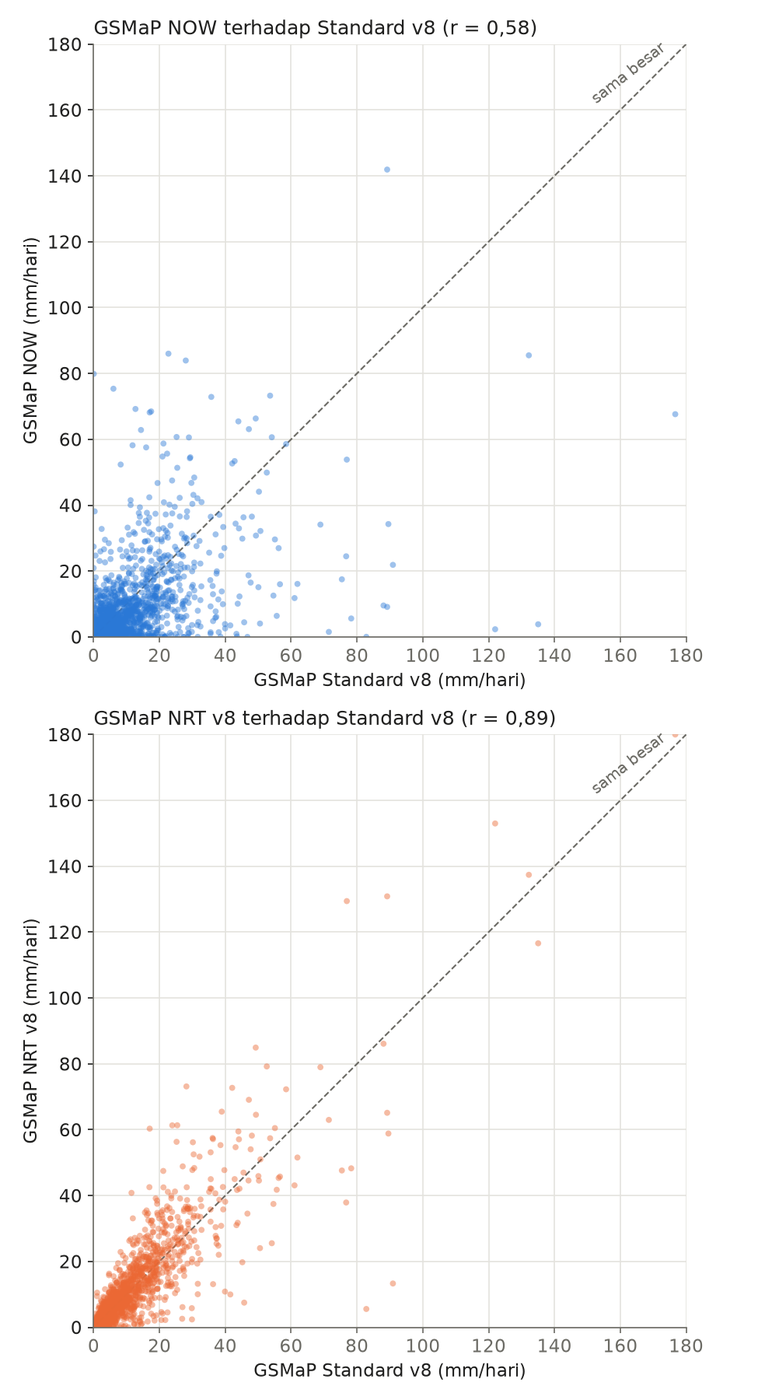 GSMaP NOW terhadap Standard v8 (r = 0,58)
180
160
140
120
100
80
60
40
20
0
GSMaP NOW (mm/hari)
sama besar
0 20 40 60 80 100 120 140 160 180
GSMaP Standard v8 (mm/hari)
GSMaP NRT v8 terhadap Standard v8 (r = 0,89)
180
160
140
120
100
80
60
40
20
0
GSMaP NRT v8 (mm/hari)
sama besar
0 20 40 60 80 100 120 140 160 180
GSMaP Standard v8 (mm/hari)